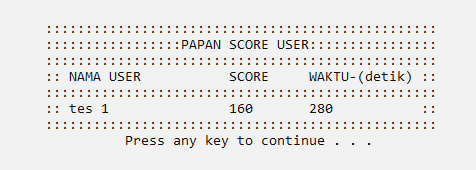 :::::::::::::::::::::::::::::::::::::::::::::::::
:::::::::::::::::PAPAN SCORE USER::::::::::::::::
:::::::::::::::::::::::::::::::::::::::::::::::::
:: NAMA USER           SCORE     WAKTU-(detik) ::
:::::::::::::::::::::::::::::::::::::::::::::::::
:: tes 1               160       280           ::
:::::::::::::::::::::::::::::::::::::::::::::::::
Press any key to continue . . .